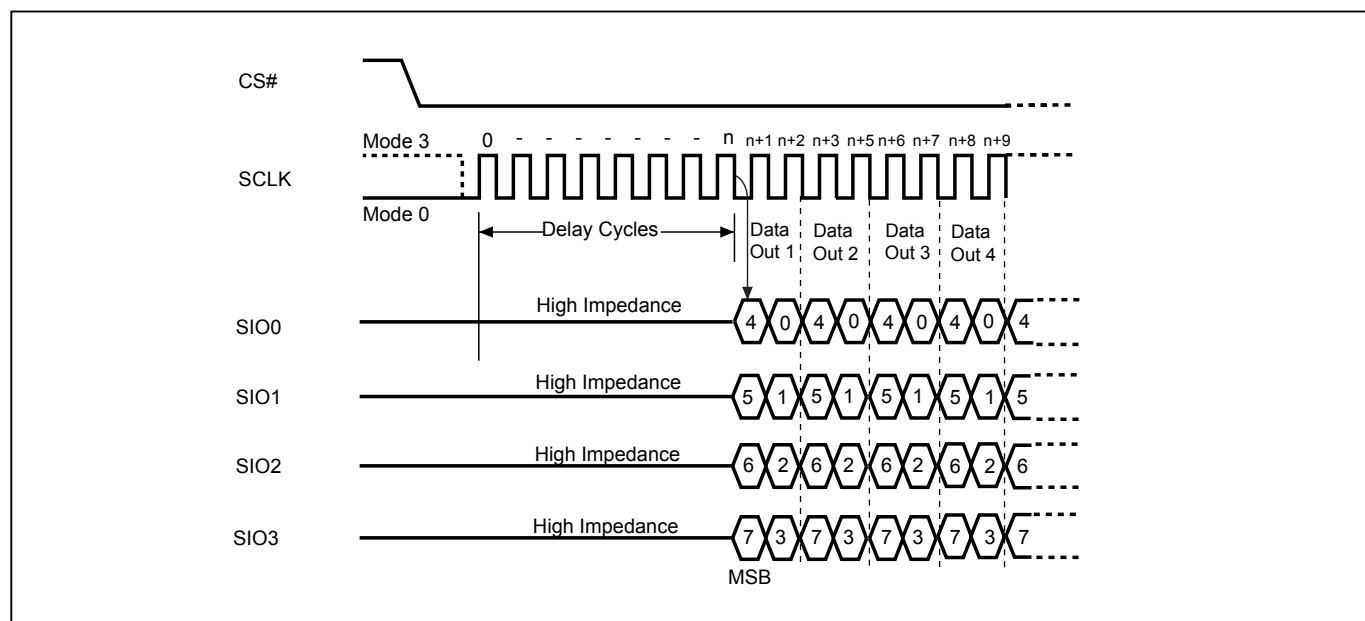 CS#
Mode 3
0 - - - - - - n n+1 n+2 n+3 n+5 n+6 n+7 n+8 n+9
SCLK
Mode 0
Delay Cycles
Data Out 1
Data Out 2
Data Out 3
Data Out 4
High Impedance
SIO0
4 0 4 0 4 0 4 0 4
High Impedance
SIO1
5 1 5 1 5 1 5 1 5
High Impedance
SIO2
6 2 6 2 6 2 6 2 6
High Impedance
SIO3
7 3 7 3 7 3 7 3 7
MSB